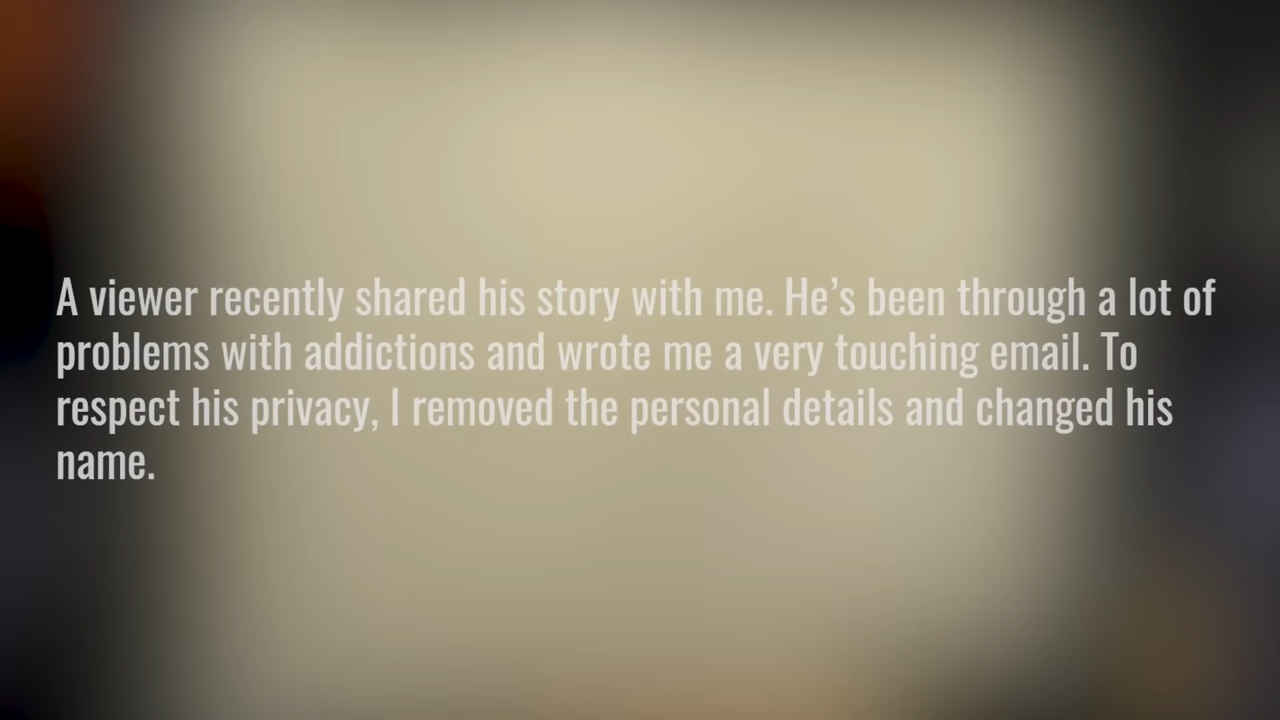 A viewer recently shared his story with me. He’s been through a lot of
problems with addictions and wrote me a very touching email. To
respect his privacy, I removed the personal details and changed his
name.